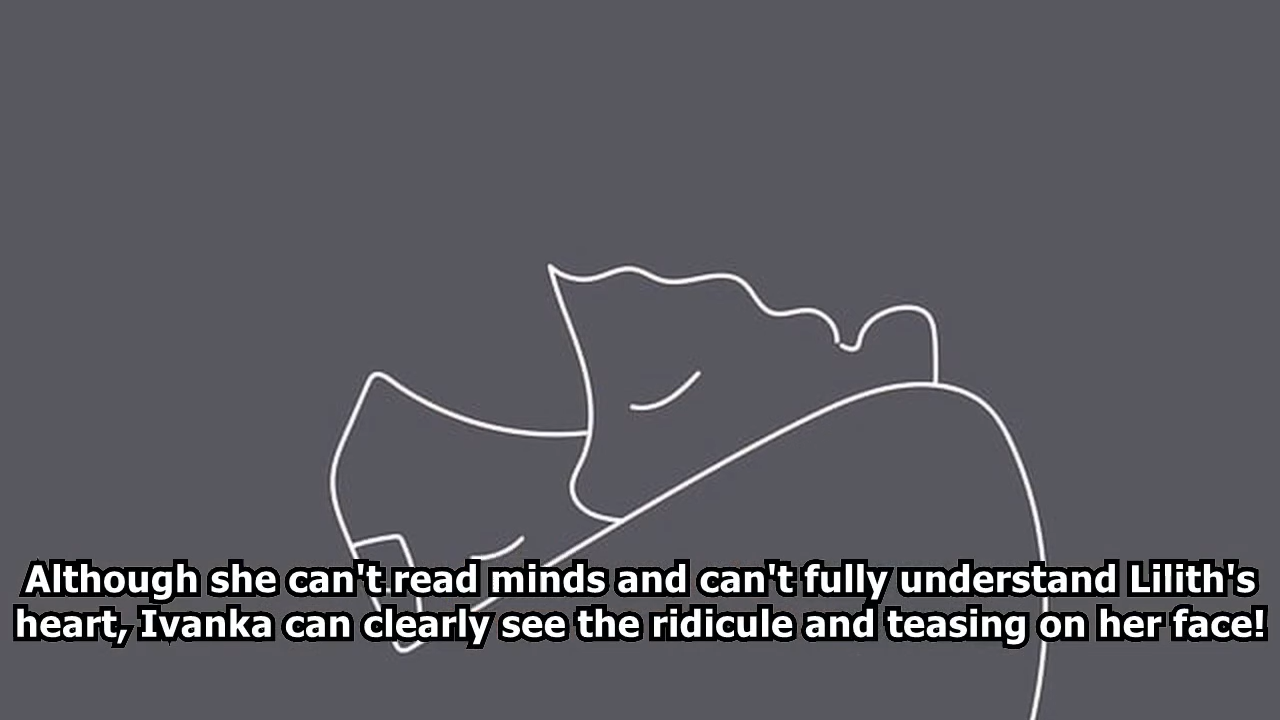 Although she can't read minds and can't fully understand Lilith's
heart, Ivanka can clearly see the ridicule and teasing on her face!